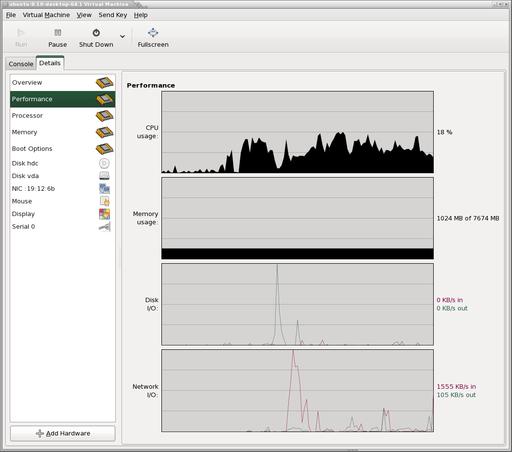 ubuntu-9.10-desktop-64.1 Virtual Machine
File Virtual Machine View Send Key Help
Run Pause Shut Down Fullscreen
Console Details
Overview
Performance
Processor
Memory
Boot Options
Disk hdc
Disk vda
NIC :19:12:6b
Mouse
Display
Serial 0
Add Hardware
Performance
CPU
usage:
18 %
Memory
usage:
1024 MB of 7674 MB
Disk
I/O:
0 KB/s in
0 KB/s out
Network
I/O:
1555 KB/s in
105 KB/s out